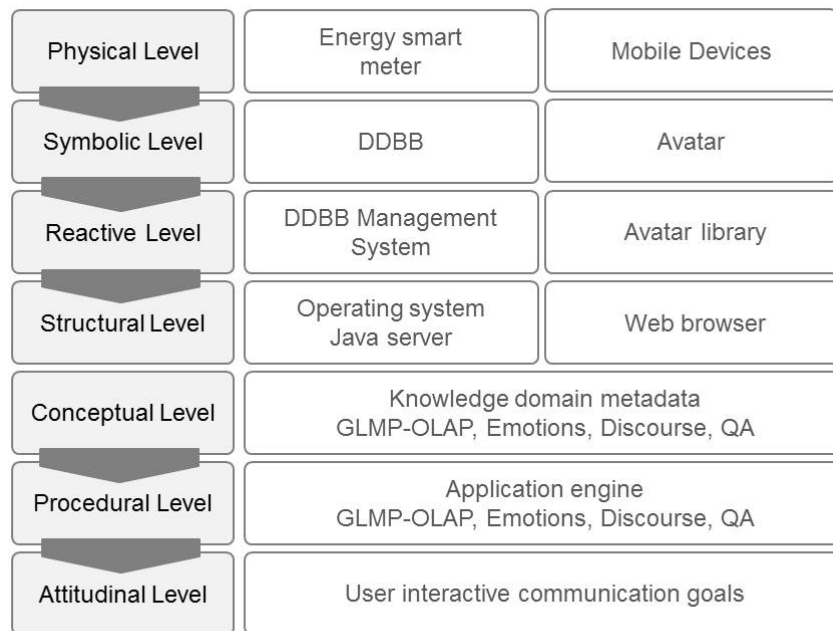 Physical Level
Energy smart
meter
Mobile Devices
Symbolic Level
DDBB
Avatar
Reactive Level
DDBB Management
System
Avatar library
Structural Level
Operating system
Java server
Web browser
Conceptual Level
Knowledge domain metadata
GLMP-OLAP, Emotions, Discourse, QA
Procedural Level
Application engine
GLMP-OLAP, Emotions, Discourse, QA
Attitudinal Level
User interactive communication goals